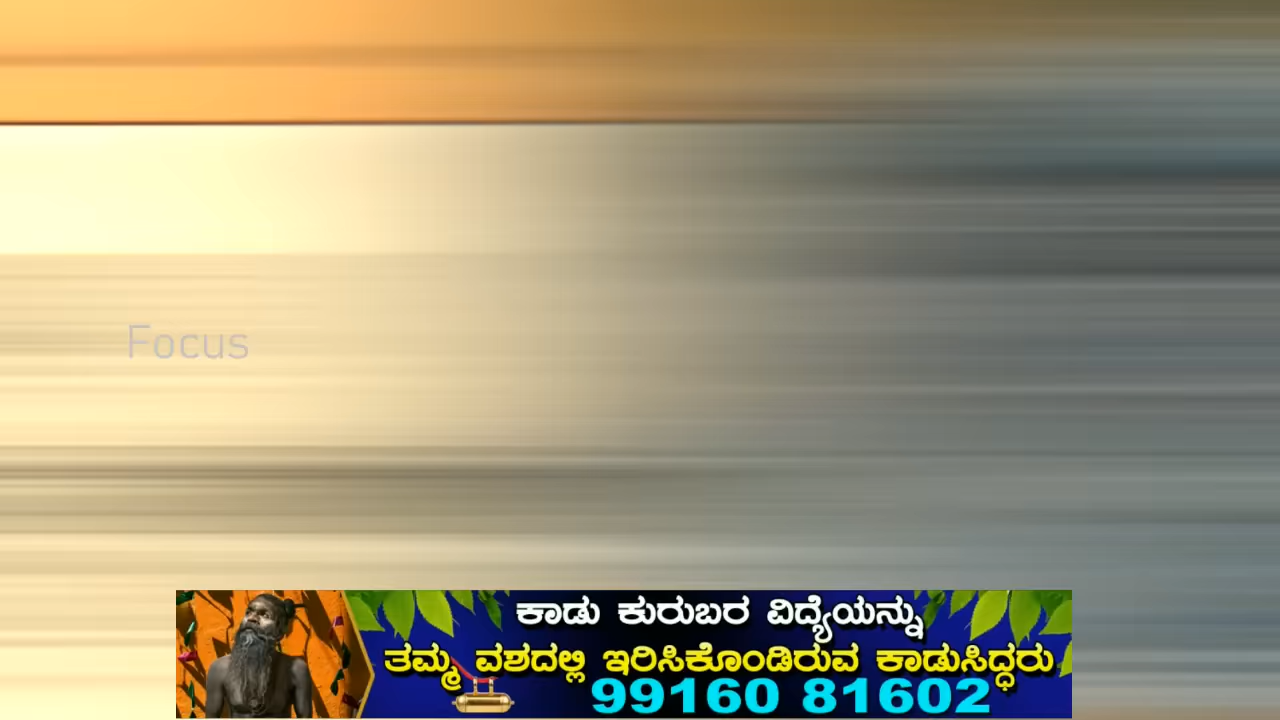 Focus
ಕಾಡು ಕುರುಬರ ವಿದ್ಯೆಯನ್ನು
ತಮ್ಮ ವಶದಲ್ಲಿ ಇರಿಸಿಕೊಂಡಿರುವ ಕಾಡುಸಿದ್ಧರು
99160 81602